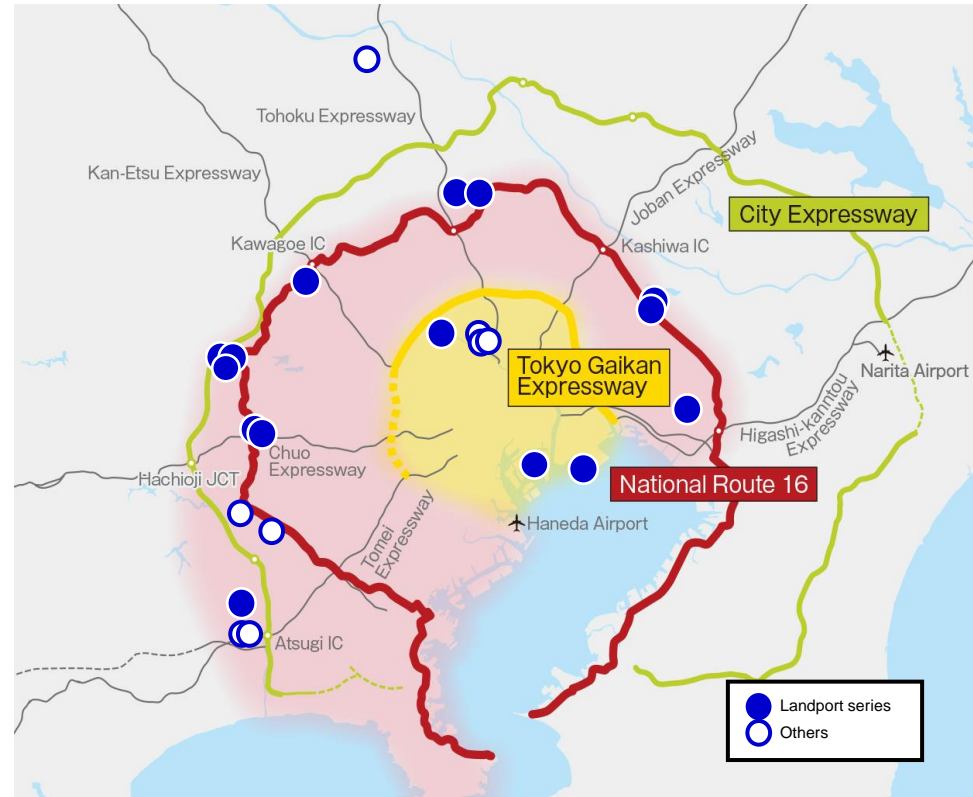 Tohoku Expressway
Kan-Etsu Expressway
Joban Expressway
City Expressway
Kawagoe IC
Kashiwa IC
Tokyo Gaikan
Expressway
Narita Airport
Higashi-kanntou
Expressway
Chuo
Expressway
Hachioji JCT
National Route 16
Haneda Airport
Tomei
Expressway
Atsugi IC
Landport series
Others